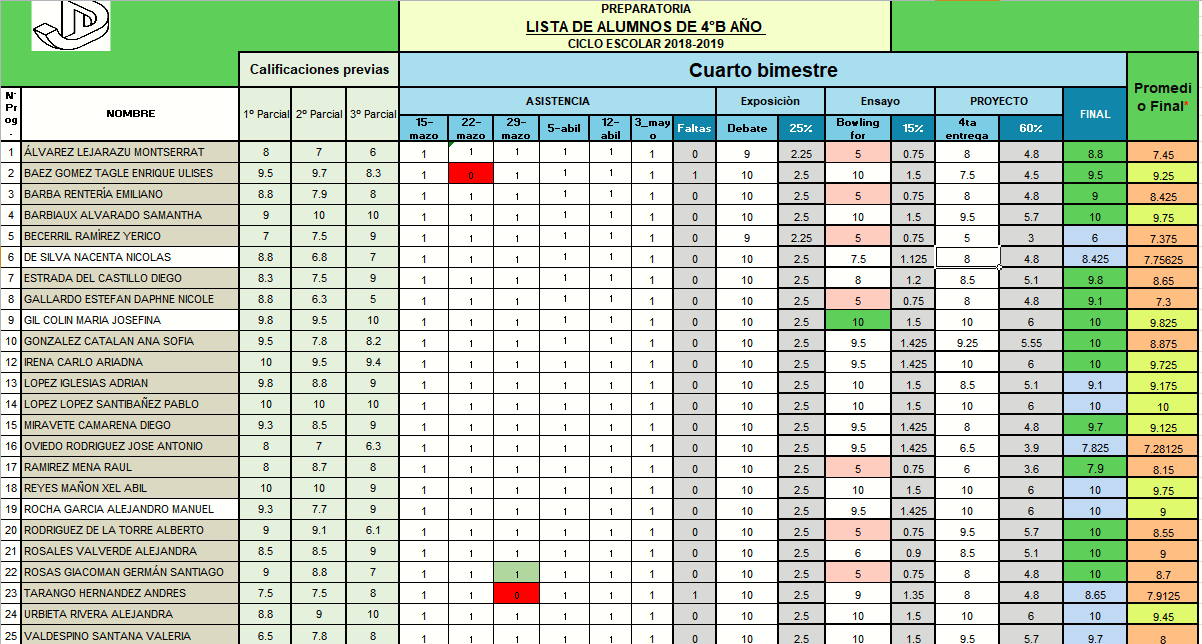 PREPARATORIA
LISTA DE ALUMNOS DE 4°B AÑO
CICLO ESCOLAR 2018-2019
Calificaciones previas Cuarto bimestre
N° Prog. NOMBRE 1º Parcial 2º Parcial 3º Parcial ASISTENCIA Exposiciòn Ensayo PROYECTO FINAL Promedio Final*
15-mazo 22-mazo 29-mazo 5-abil 12-abil 3_mayo Faltas Debate 25% Bowling for 15% 4ta entrega 60%
1 ÁLVAREZ LEJARAZU MONTSERRAT 8 7 6 1 1 1 1 1 1 0 9 2.25 5 0.75 8 4.8 8.8 7.45
2 BAEZ GOMEZ TAGLE ENRIQUE ULISES 9.5 9.7 8.3 1 0 1 1 1 1 1 10 2.5 10 1.5 7.5 4.5 9.5 9.25
3 BARBA RENTERÍA EMILIANO 8.8 7.9 8 1 1 1 1 1 1 0 10 2.5 5 0.75 8 4.8 9 8.425
4 BARBIAUX ALVARADO SAMANTHA 9 10 10 1 1 1 1 1 1 0 10 2.5 10 1.5 9.5 5.7 10 9.75
5 BECERRIL RAMÍREZ YERICO 7 7.5 9 1 1 1 1 1 1 0 9 2.25 5 0.75 5 3 6 7.375
6 DE SILVA NACENTA NICOLAS 8.8 6.8 7 1 1 1 1 1 1 0 10 2.5 7.5 1.125 8 4.8 8.425 7.75625
7 ESTRADA DEL CASTILLO DIEGO 8.3 7.5 9 1 1 1 1 1 1 0 10 2.5 8 1.2 8.5 5.1 9.8 8.65
8 GALLARDO ESTEFAN DAPHNE NICOLE 8.8 6.3 5 1 1 1 1 1 1 0 10 2.5 5 0.75 8 4.8 9.1 7.3
9 GIL COLIN MARIA JOSEFINA 9.8 9.5 10 1 1 1 1 1 1 0 10 2.5 10 1.5 10 6 10 9.825
10 GONZALEZ CATALAN ANA SOFIA 9.5 7.8 8.2 1 1 1 1 1 1 0 10 2.5 9.5 1.425 9.25 5.55 10 8.875
12 IRENA CARLO ARIADNA 10 9.5 9.4 1 1 1 1 1 1 0 10 2.5 9.5 1.425 10 6 10 9.725
13 LOPEZ IGLESIAS ADRIAN 9.8 8.8 9 1 1 1 1 1 1 0 10 2.5 10 1.5 8.5 5.1 9.1 9.175
14 LOPEZ LOPEZ SANTIBAÑEZ PABLO 10 10 10 1 1 1 1 1 1 0 10 2.5 10 1.5 10 6 10 10
15 MIRAVETE CAMARENA DIEGO 9.3 8.5 9 1 1 1 1 1 1 0 10 2.5 9.5 1.425 8 4.8 9.7 9.125
16 OVIEDO RODRIGUEZ JOSE ANTONIO 8 7 6.3 1 1 1 1 1 1 0 10 2.5 9.5 1.425 6.5 3.9 7.825 7.28125
17 RAMIREZ MENA RAUL 8 8.7 8 1 1 1 1 1 1 0 10 2.5 5 0.75 6 3.6 7.9 8.15
18 REYES MAÑON XEL ABIL 10 10 9 1 1 1 1 1 1 0 10 2.5 10 1.5 10 6 10 9.75
19 ROCHA GARCIA ALEJANDRO MANUEL 9.3 7.7 9 1 1 1 1 1 1 0 10 2.5 9.5 1.425 10 6 10 9
20 RODRIGUEZ DE LA TORRE ALBERTO 9 9.1 6.1 1 1 1 1 1 1 0 10 2.5 5 0.75 9.5 5.7 10 8.55
21 ROSALES VALVERDE ALEJANDRA 8.5 8.5 9 1 1 1 1 1 1 0 10 2.5 6 0.9 8.5 5.1 10 9
22 ROSAS GIACOMAN GERMÁN SANTIAGO 9 8.8 7 1 1 1 1 1 1 0 10 2.5 5 0.75 8 4.8 10 8.7
23 TARANGO HERNANDEZ ANDRES 7.5 7.5 8 1 1 0 1 1 1 1 10 2.5 9 1.35 8 4.8 8.65 7.9125
24 URBIETA RIVERA ALEJANDRA 8.8 9 10 1 1 1 1 1 1 0 10 2.5 10 1.5 10 6 10 9.45
25 VALDESPINO SANTANA VALERIA 6.5 7.8 8 1 1 1 1 1 1 0 10 2.5 10 1.5 9.5 5.7 9.7 8